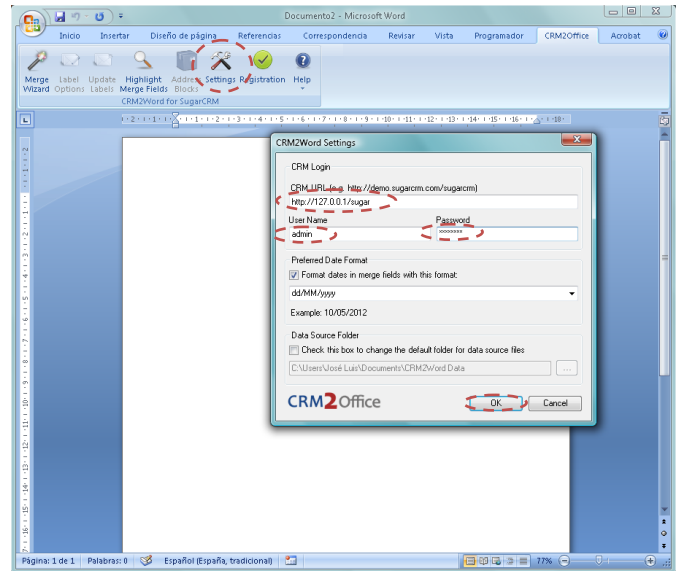 Documento2 - Microsoft Word
Inicio Insertar Diseño de página Referencias Correspondencia Revisar Vista Programador CRM2Office Acrobat
Merge Wizard
Label Options
Update Labels
Highlight Merge Fields
Address Blocks
Settings
Registration
Help
CRM2Word for SugarCRM
CRM2Word Settings
CRM Login
CRM URL (e.g. http://demo.sugarcrm.com/sugarcrm)
http://127.0.0.1/sugar
User Name Password
admin xxxxxxxx
Preferred Date Format
Format dates in merge fields with this format:
dd/MM/yyyy
Example: 10/05/2012
Data Source Folder
Check this box to change the default folder for data source files
C:\Users\José Luis\Documents\CRM2Word Data ...
CRM2Office OK Cancel
Página: 1 de 1 Palabras: 0 Español (España, tradicional) 77%